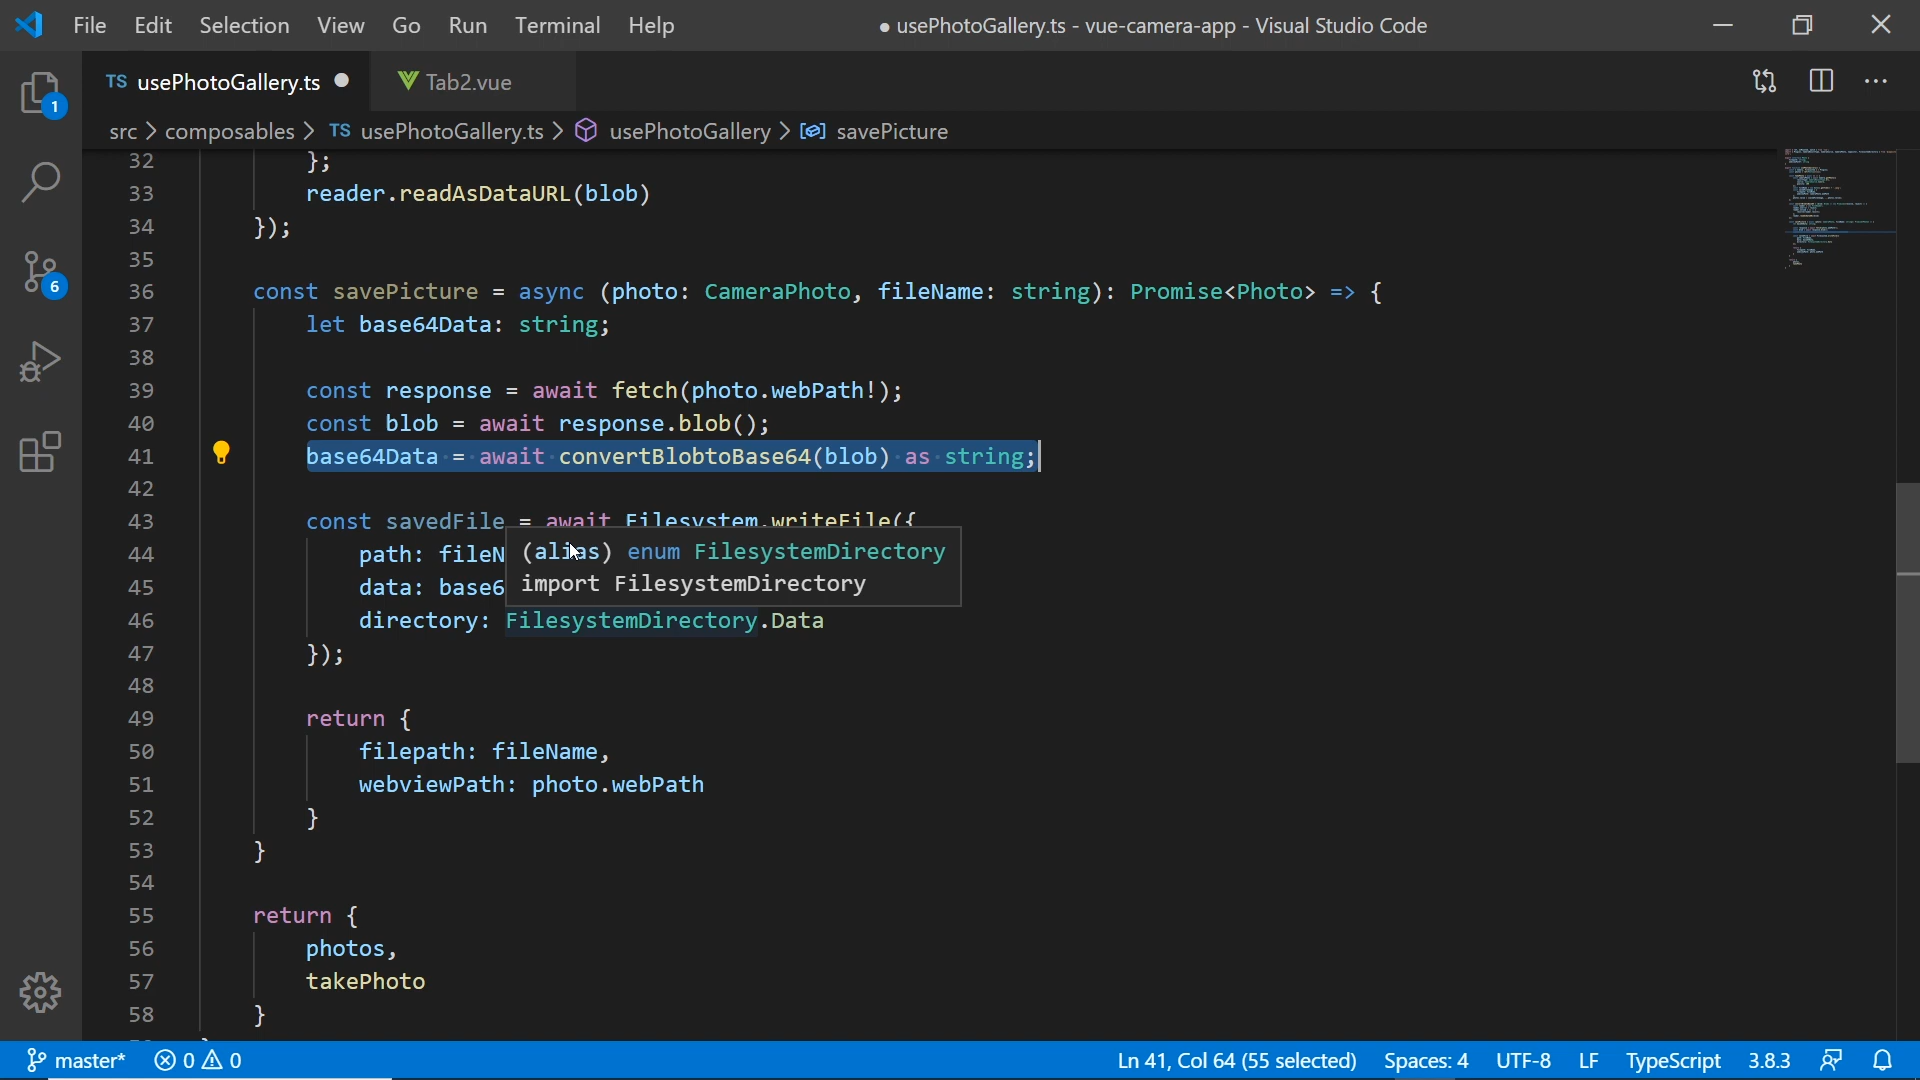 File Edit Selection View Go Run Terminal Help
● usePhotoGallery.ts - vue-camera-app - Visual Studio Code
TS usePhotoGallery.ts ●
Tab2.vue
src > composables > TS usePhotoGallery.ts > usePhotoGallery > savePicture
1
6
32 };
33 reader.readAsDataURL(blob)
34 });
35
36 const savePicture = async (photo: CameraPhoto, fileName: string): Promise<Photo> => {
37 let base64Data: string;
38
39 const response = await fetch(photo.webPath!);
40 const blob = await response.blob();
41 base64Data = await convertBlobtoBase64(blob) as string;
42
43 const savedFile = await Filesystem.writeFile({
44 path: fileN
(alias) enum FilesystemDirectory
import FilesystemDirectory
45 data: base6
46 directory: FilesystemDirectory.Data
47 });
48
49 return {
50 filepath: fileName,
51 webviewPath: photo.webPath
52 }
53 }
54
55 return {
56 photos,
57 takePhoto
58 }
master* 0 0
Ln 41, Col 64 (55 selected) Spaces: 4 UTF-8 LF TypeScript 3.8.3